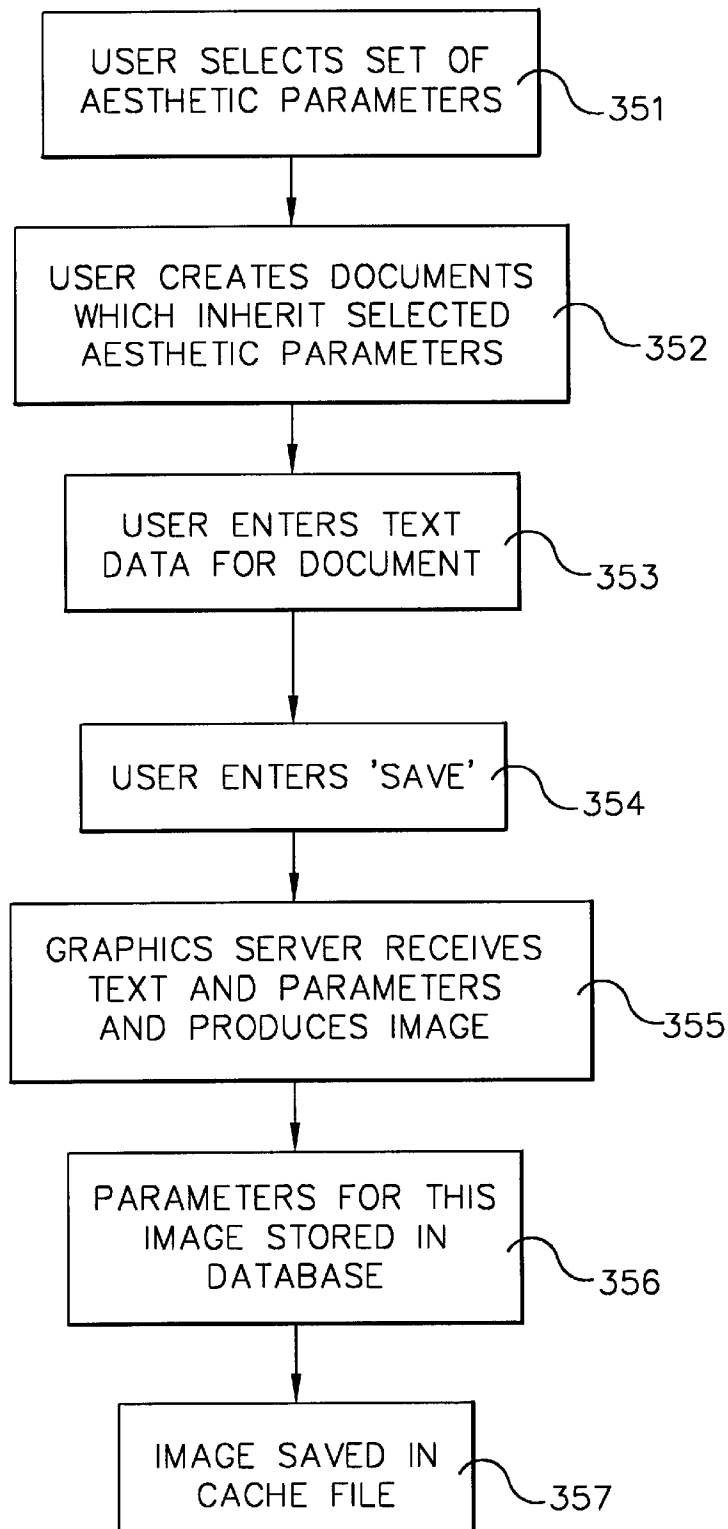 USER SELECTS SET OF
AESTHETIC PARAMETERS
351
USER CREATES DOCUMENTS
WHICH INHERIT SELECTED
AESTHETIC PARAMETERS
352
USER ENTERS TEXT
DATA FOR DOCUMENT
353
USER ENTERS 'SAVE'
354
GRAPHICS SERVER RECEIVES
TEXT AND PARAMETERS
AND PRODUCES IMAGE
355
PARAMETERS FOR THIS
IMAGE STORED IN
DATABASE
356
IMAGE SAVED IN
CACHE FILE
357